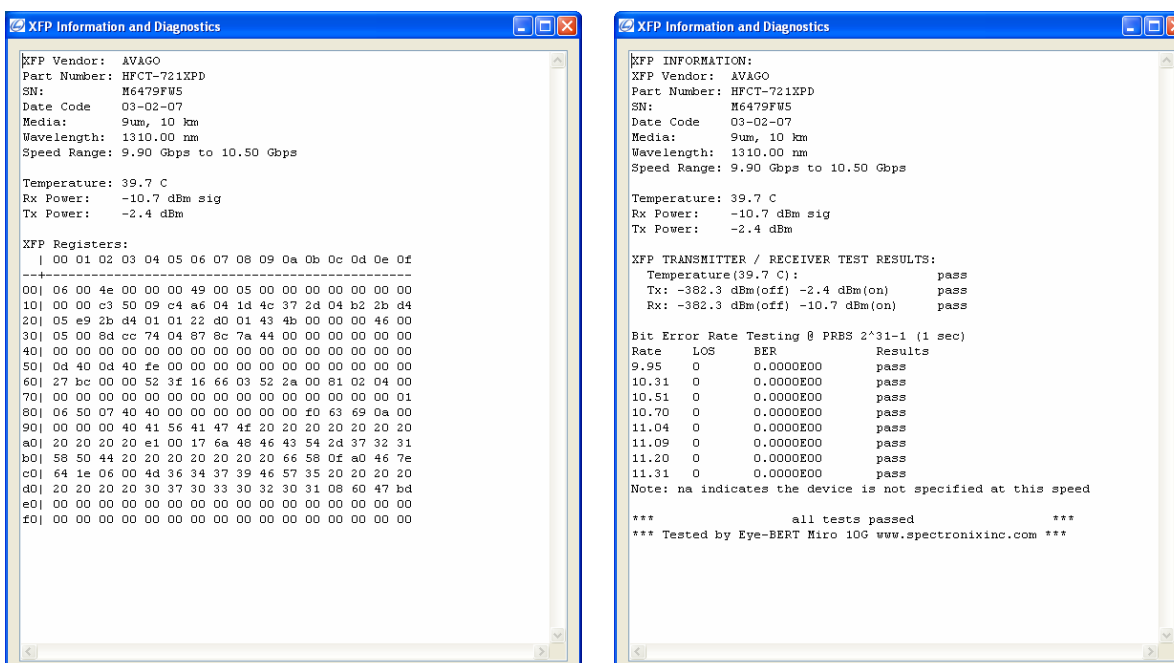 XFP Information and Diagnostics
XFP Vendor:  AVAGO
Part Number: HFCT-721XPD
SN:          M6479FW5
Date Code    03-02-07
Media:       9um, 10 km
Wavelength:  1310.00 nm
Speed Range: 9.90 Gbps to 10.50 Gbps
Temperature: 39.7 C
Rx Power:    -10.7 dBm sig
Tx Power:    -2.4 dBm
XFP Registers:
  | 00 01 02 03 04 05 06 07 08 09 0a 0b 0c 0d 0e 0f
--+------------------------------------------------
00| 06 00 4e 00 00 00 49 00 05 00 00 00 00 00 00 00
10| 00 00 c3 50 09 c4 a6 04 1d 4c 37 2d 04 b2 2b d4
20| 05 e9 2b d4 01 01 22 d0 01 43 4b 00 00 00 46 00
30| 05 00 8d cc 74 04 87 8c 7a 44 00 00 00 00 00 00
40| 00 00 00 00 00 00 00 00 00 00 00 00 00 00 00 00
50| 0d 40 0d 40 fe 00 00 00 00 00 00 00 00 00 00 00
60| 27 bc 00 00 52 3f 16 66 03 52 2a 00 81 02 04 00
70| 00 00 00 00 00 00 00 00 00 00 00 00 00 00 00 01
80| 06 50 07 40 40 00 00 00 00 00 00 f0 63 69 0a 00
90| 00 00 00 40 41 56 41 47 4f 20 20 20 20 20 20 20
a0| 20 20 20 20 e1 00 17 6a 48 46 43 54 2d 37 32 31
b0| 58 50 44 20 20 20 20 20 20 20 66 58 0f a0 46 7e
c0| 64 1e 06 00 4d 36 34 37 39 46 57 35 20 20 20 20
d0| 20 20 20 20 30 37 30 33 30 32 30 31 08 60 47 bd
e0| 00 00 00 00 00 00 00 00 00 00 00 00 00 00 00 00
f0| 00 00 00 00 00 00 00 00 00 00 00 00 00 00 00 00
XFP Information and Diagnostics
XFP INFORMATION:
XFP Vendor:  AVAGO
Part Number: HFCT-721XPD
SN:          M6479FW5
Date Code    03-02-07
Media:       9um, 10 km
Wavelength:  1310.00 nm
Speed Range: 9.90 Gbps to 10.50 Gbps
Temperature: 39.7 C
Rx Power:    -10.7 dBm sig
Tx Power:    -2.4 dBm
XFP TRANSMITTER / RECEIVER TEST RESULTS:
  Temperature(39.7 C):                  pass
  Tx: -382.3 dBm(off) -2.4 dBm(on)      pass
  Rx: -382.3 dBm(off) -10.7 dBm(on)     pass
Bit Error Rate Testing @ PRBS 2^31-1 (1 sec)
Rate    LOS     BER             Results
9.95    0       0.0000E00       pass
10.31   0       0.0000E00       pass
10.51   0       0.0000E00       pass
10.70   0       0.0000E00       pass
11.04   0       0.0000E00       pass
11.09   0       0.0000E00       pass
11.20   0       0.0000E00       pass
11.31   0       0.0000E00       pass
Note: na indicates the device is not specified at this speed
***                  all tests passed                  ***
*** Tested by Eye-BERT Miro 10G www.spectronixinc.com ***